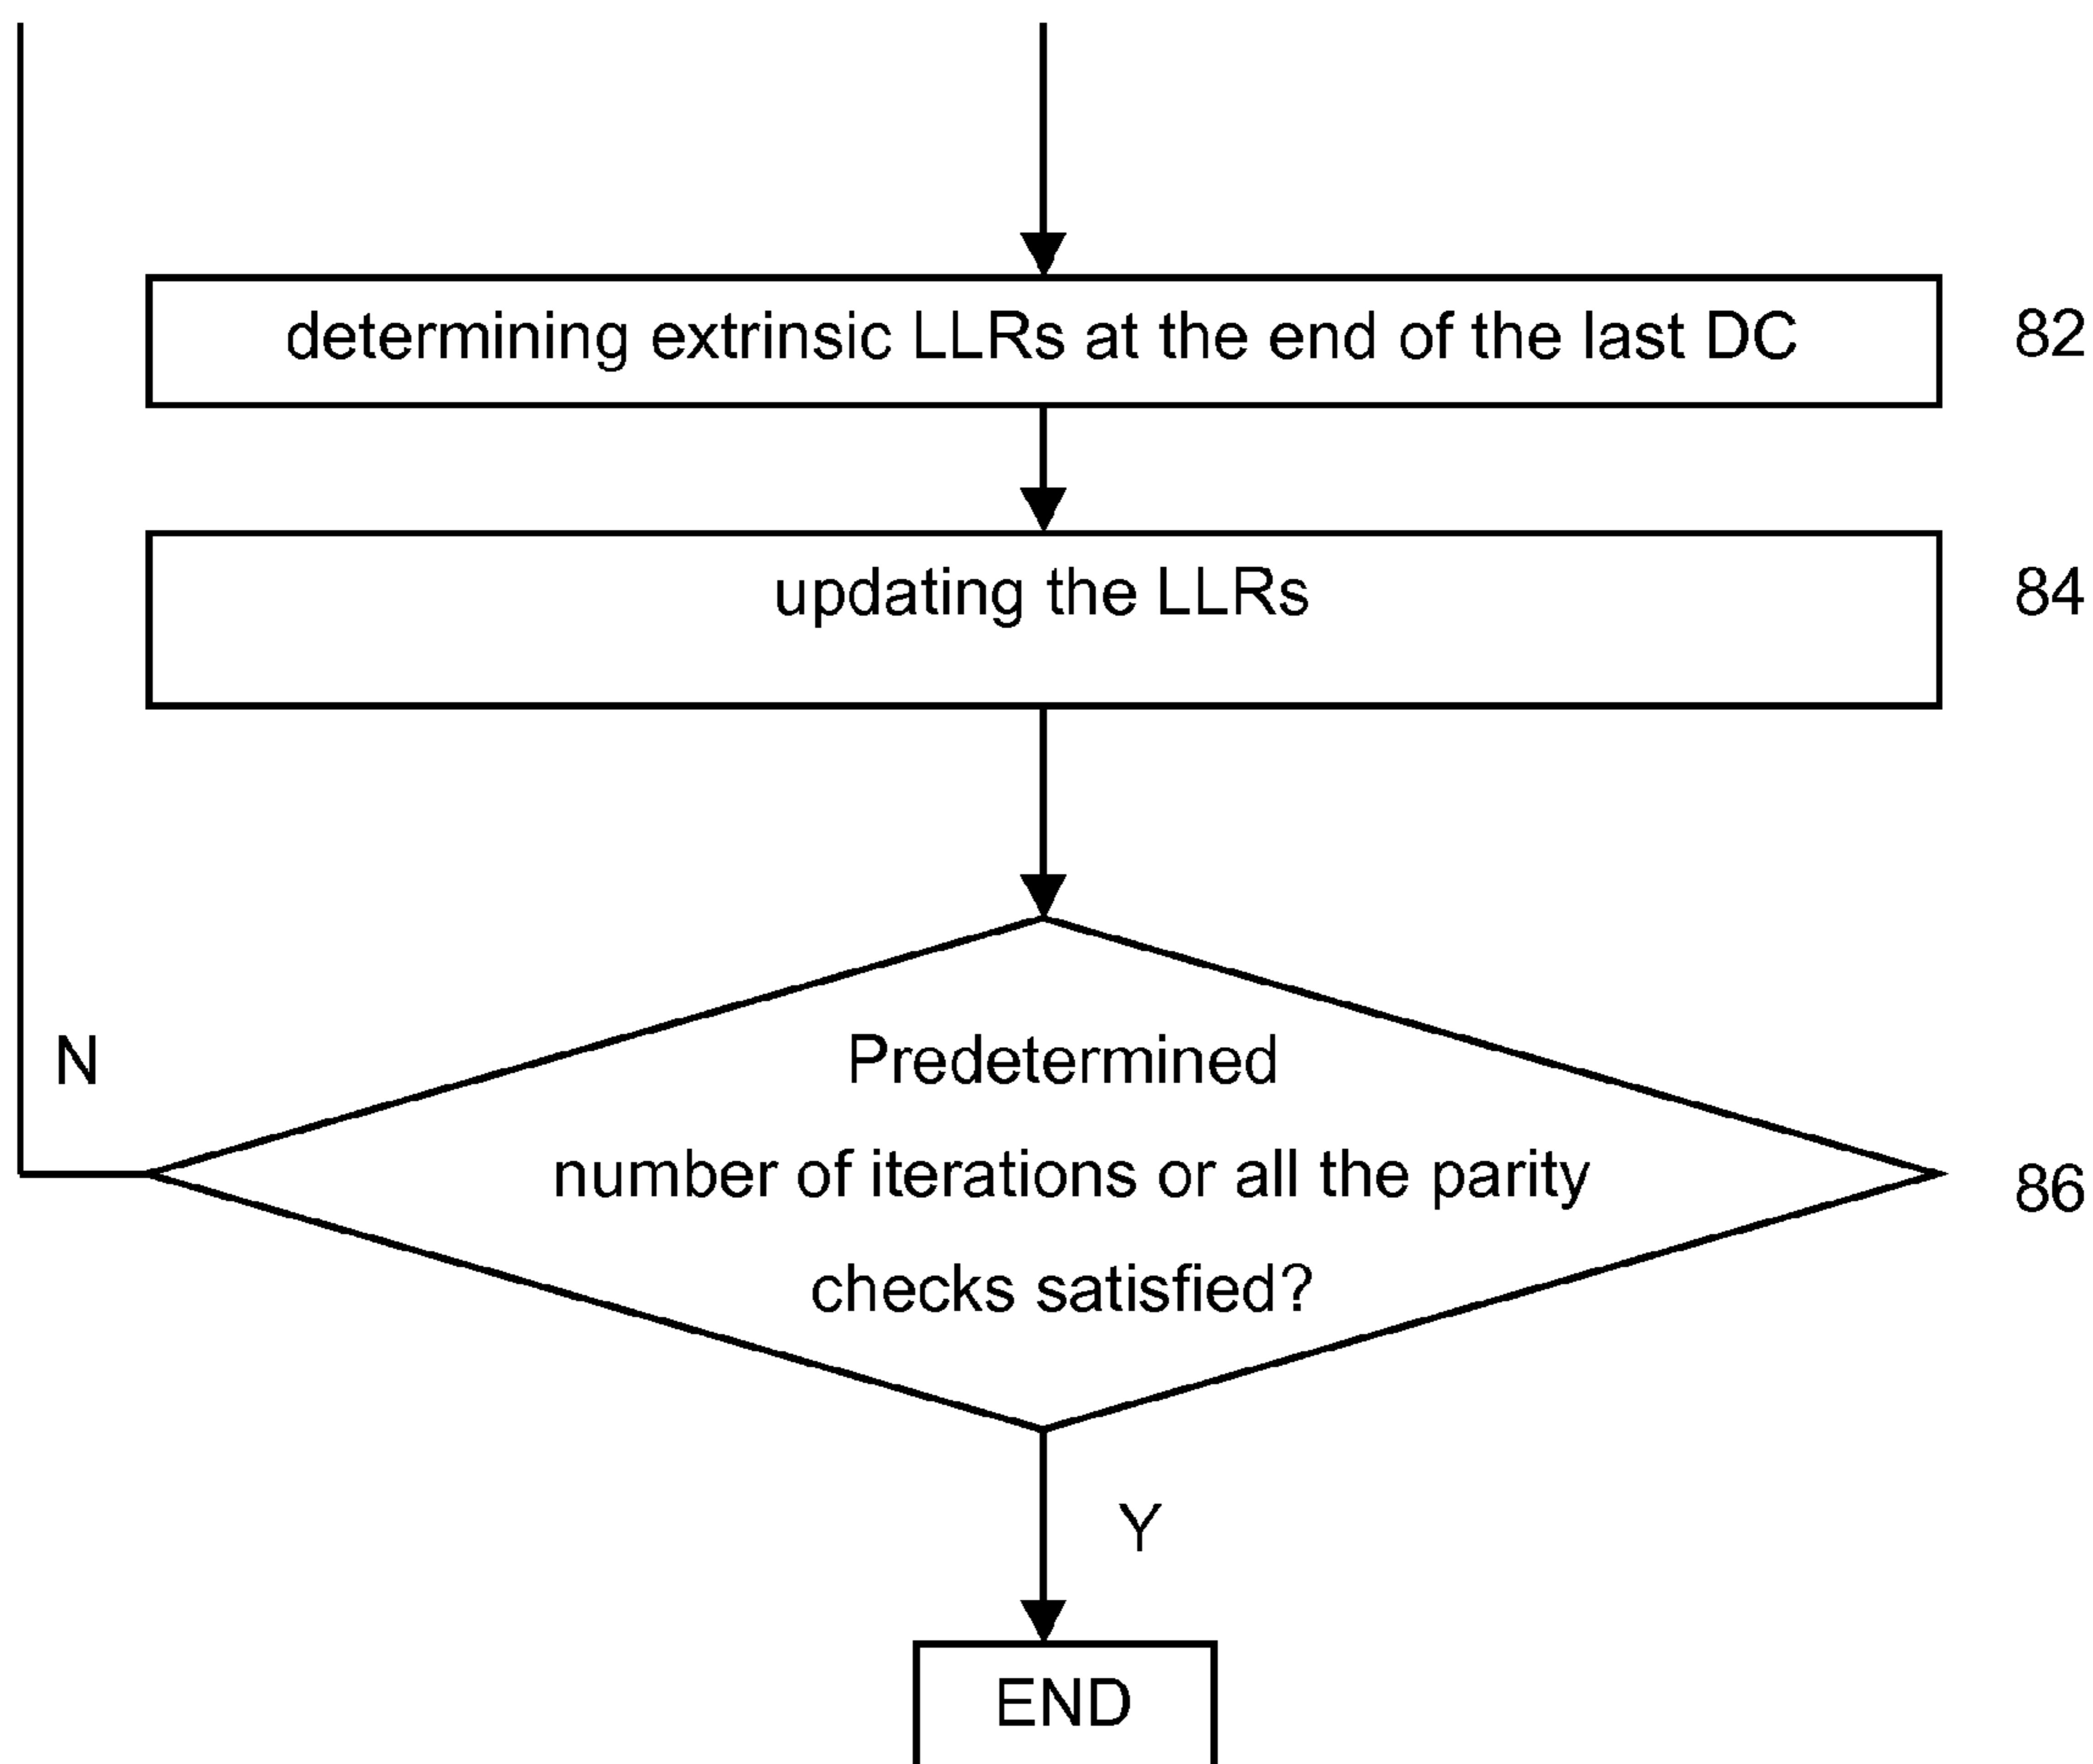 determining extrinsic LLRs at the end of the last DC
82
updating the LLRs
84
N
Predetermined
number of iterations or all the parity
checks satisfied?
86
Y
END